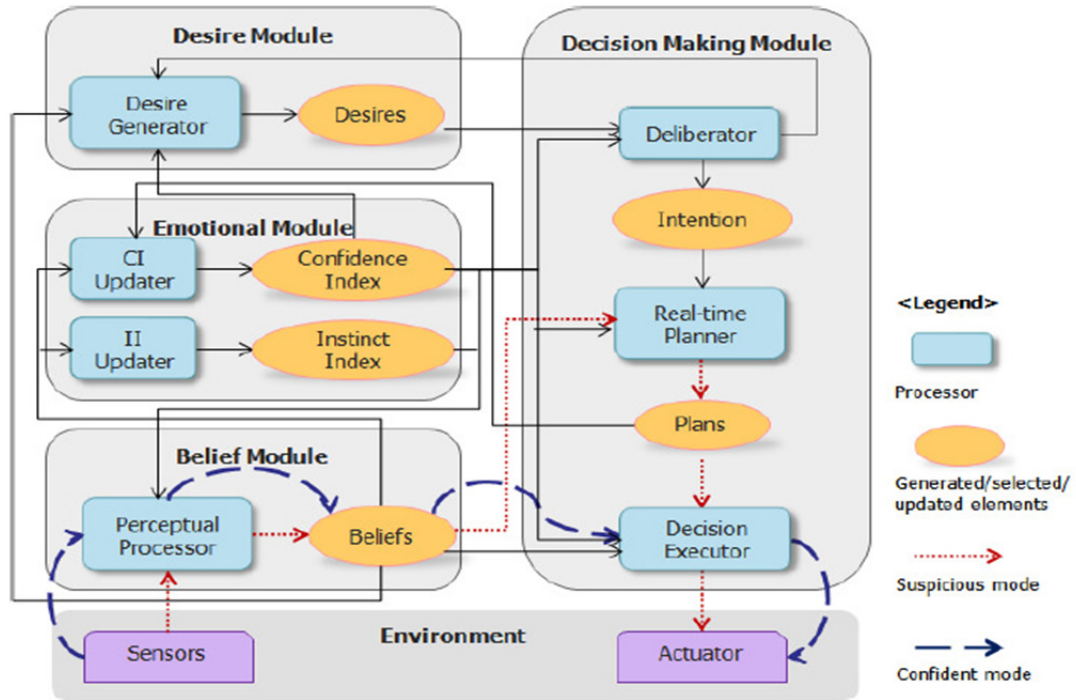 Desire Module
Desire
Generator
Desires
Decision Making Module
Deliberator
Intention
Real-time
Planner
Plans
Decision
Executor
Emotional Module
CI
Updater
Confidence
Index
II
Updater
Instinct
Index
Belief Module
Perceptual
Processor
Beliefs
Environment
Sensors
Actuator
<Legend>
Processor
Generated/selected/
updated elements
Suspicious mode
Confident mode